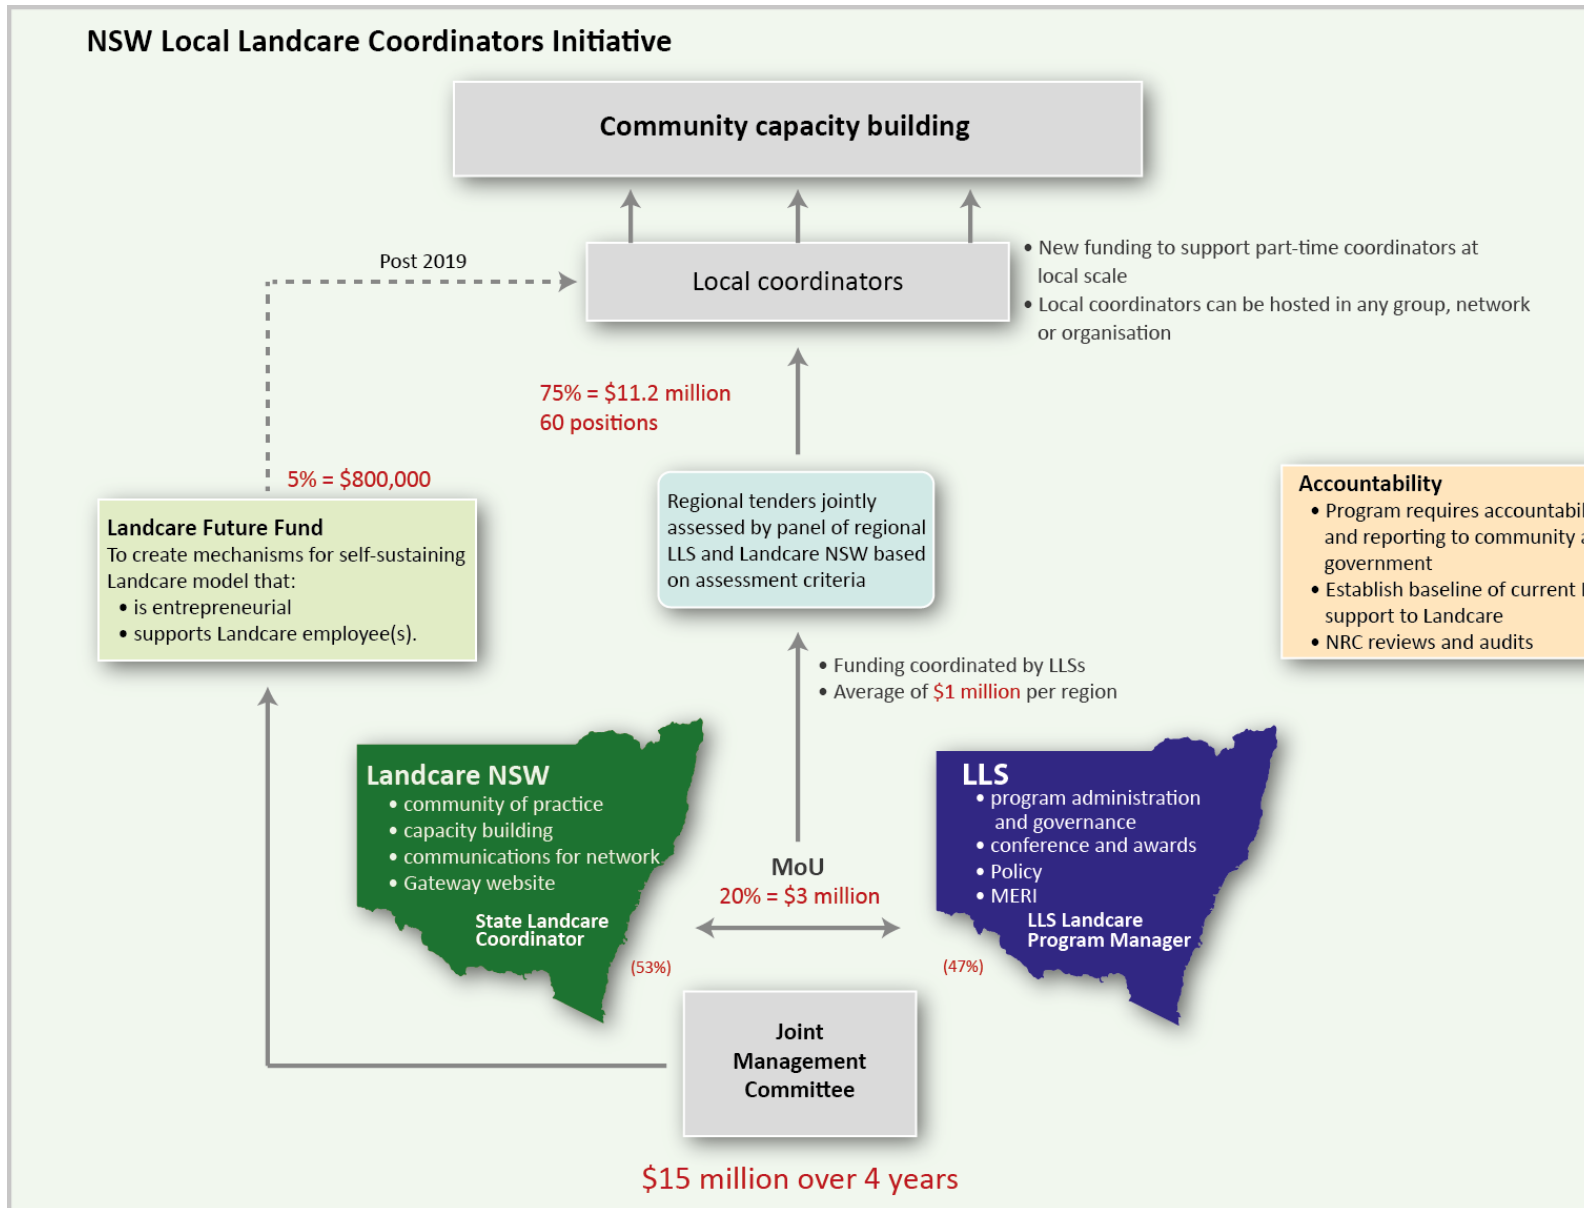 NSW Local Landcare Coordinators Initiative
Community capacity building
Post 2019
Local coordinators
• New funding to support part-time coordinators at
local scale
• Local coordinators can be hosted in any group, network
or organisation
75% = $11.2 million
60 positions
5% = $800,000
Landcare Future Fund
To create mechanisms for self-sustaining
Landcare model that:
• is entrepreneurial
• supports Landcare employee(s).
Regional tenders jointly
assessed by panel of regional
LLS and Landcare NSW based
on assessment criteria
Accountability
• Program requires
and reporting to community
government
• Establish baseline of current
support to Landcare
• NRC reviews and audits
• Funding coordinated by LLSs
• Average of $1 million per region
Landcare NSW
• community of practice
• capacity building
• communications for network
• Gateway website
State Landcare
Coordinator
(53%)
MoU
20% = $3 million
LLS
• program administration
and governance
• conference and awards
• Policy
• MERI
LLS Landcare
Program Manager
(47%)
Joint
Management
Committee
$15 million over 4 years